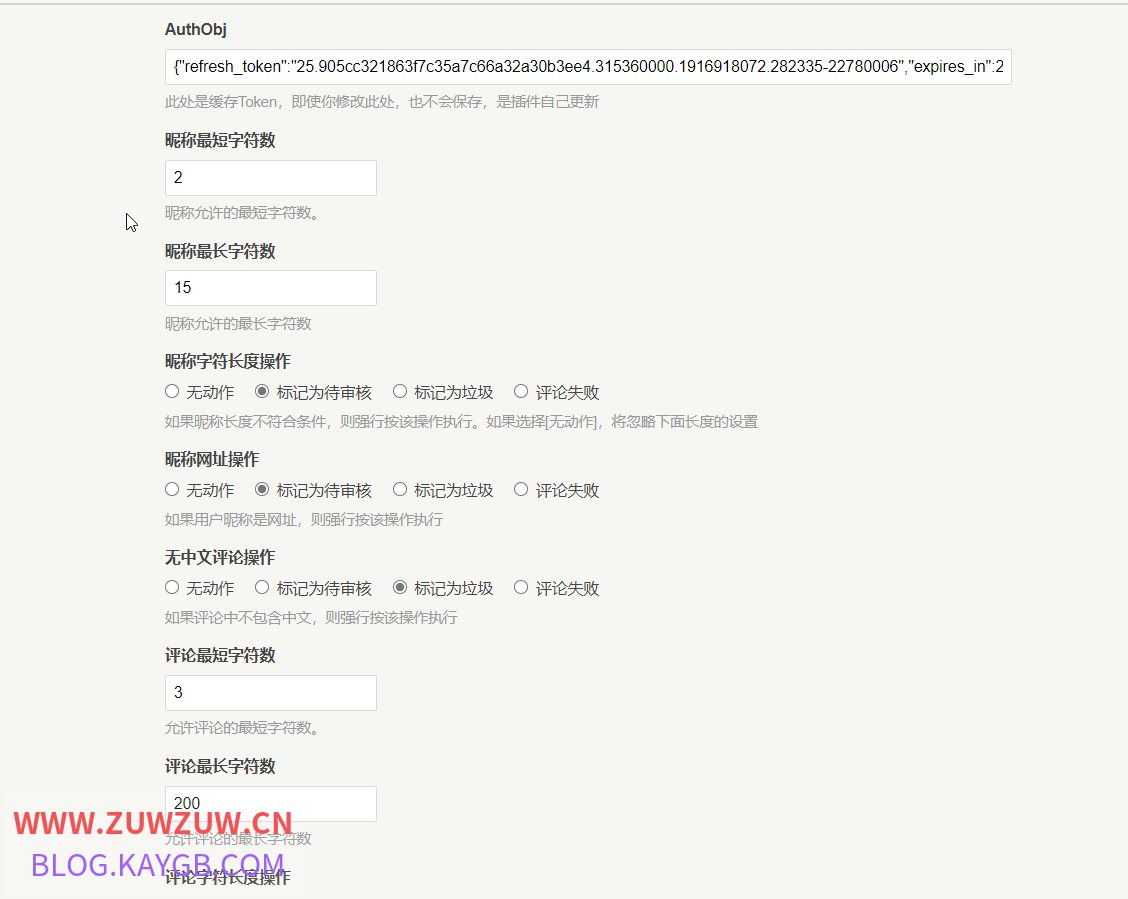 AuthObj
{"refresh_token":"25.905cc321863f7c35a7c66a32a30b3ee4.315360000.1916918072.282335-22780006","expires_in":2
此处是缓存Token，即使你修改此处，也不会保存，是插件自己更新
昵称最短字符数
2
昵称允许的最短字符数。
昵称最长字符数
15
昵称允许的最长字符数
昵称字符长度操作
无动作 标记为待审核 标记为垃圾 评论失败
如果昵称长度不符合条件，则强行按该操作执行。如果选择[无动作]，将忽略下面长度的设置
昵称网址操作
无动作 标记为待审核 标记为垃圾 评论失败
如果用户昵称是网址，则强行按该操作执行
无中文评论操作
无动作 标记为待审核 标记为垃圾 评论失败
如果评论中不包含中文，则强行按该操作执行
评论最短字符数
3
允许评论的最短字符数。
评论最长字符数
200
WWW.ZUWZUW.CN
允许评论的最长字符数
BLOG.KAYGB.COM
评论字符长度操作